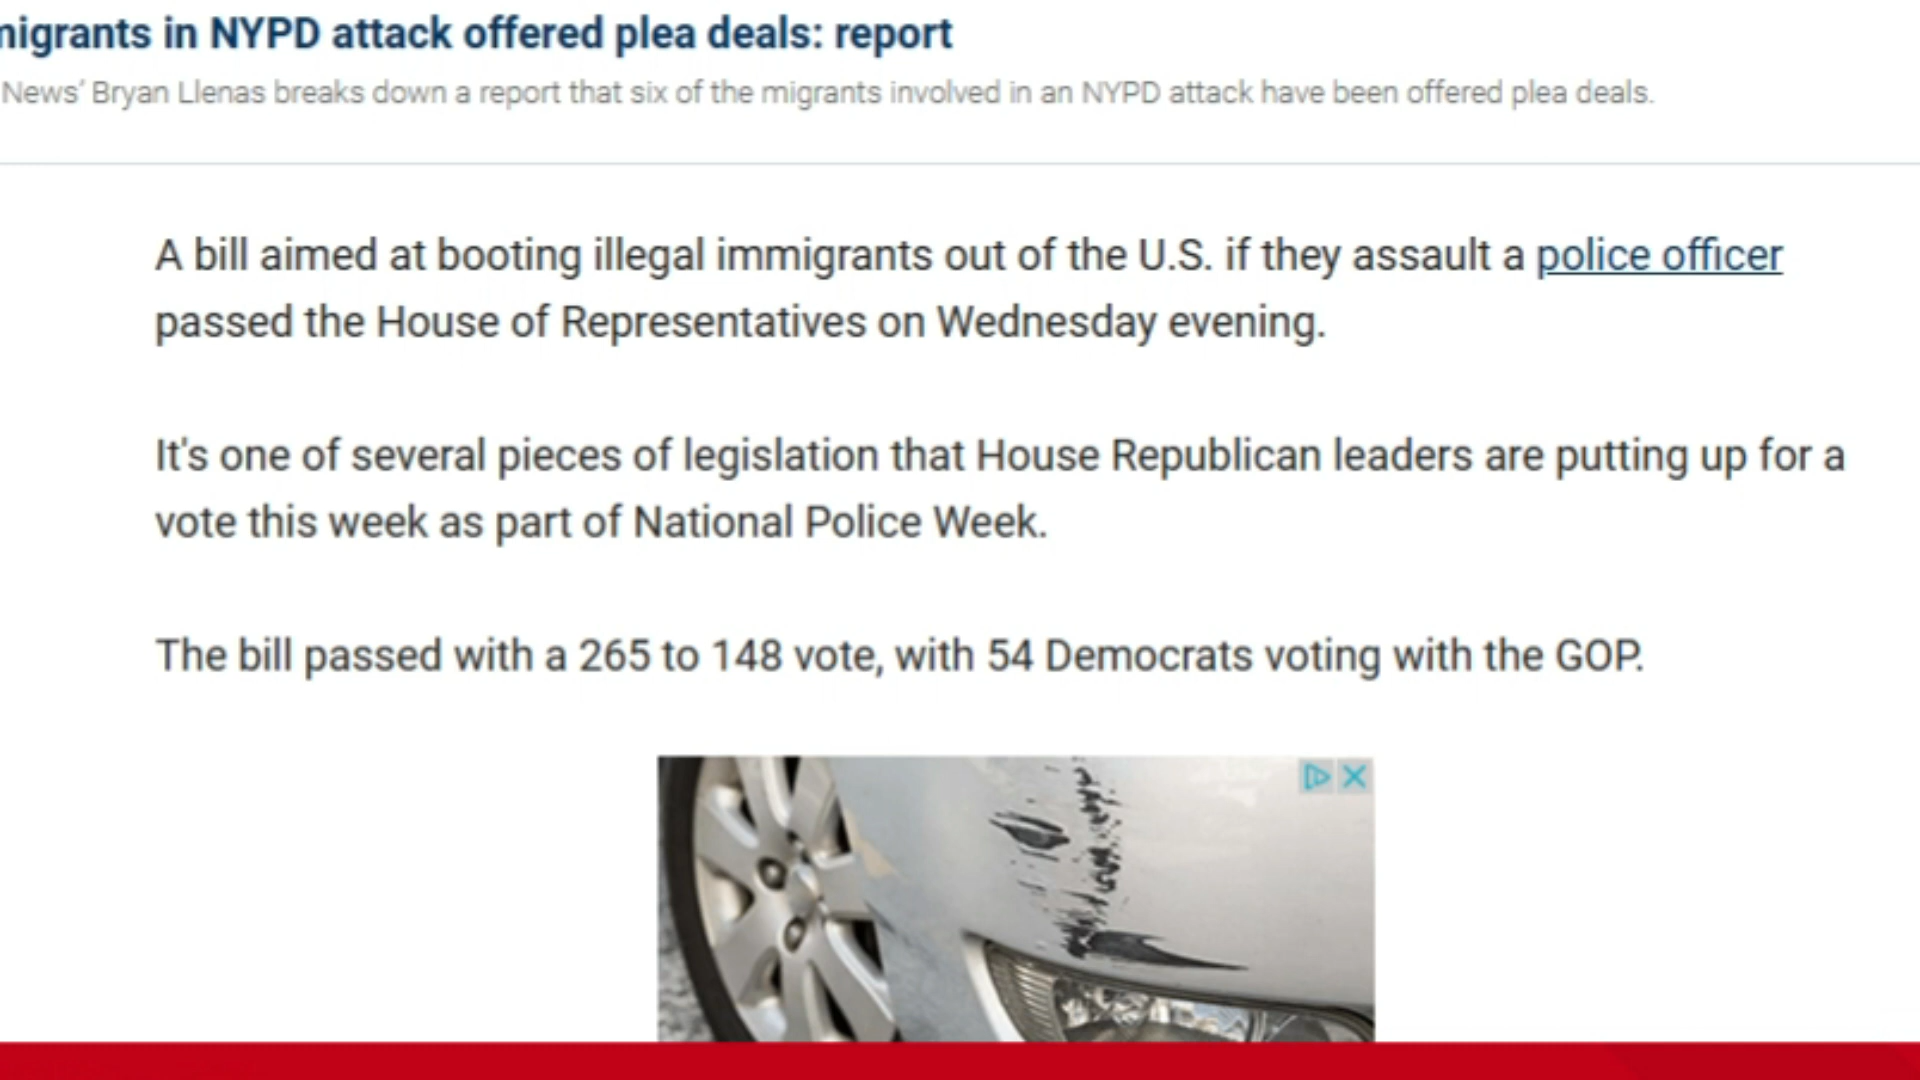 migrants in NYPD attack offered plea deals: report
News' Bryan Llenas breaks down a report that six of the migrants involved in an NYPD attack have been offered plea deals.
A bill aimed at booting illegal immigrants out of the U.S. if they assault a police officer
passed the House of Representatives on Wednesday evening.
It's one of several pieces of legislation that House Republican leaders are putting up for a
vote this week as part of National Police Week.
The bill passed with a 265 to 148 vote, with 54 Democrats voting with the GOP.